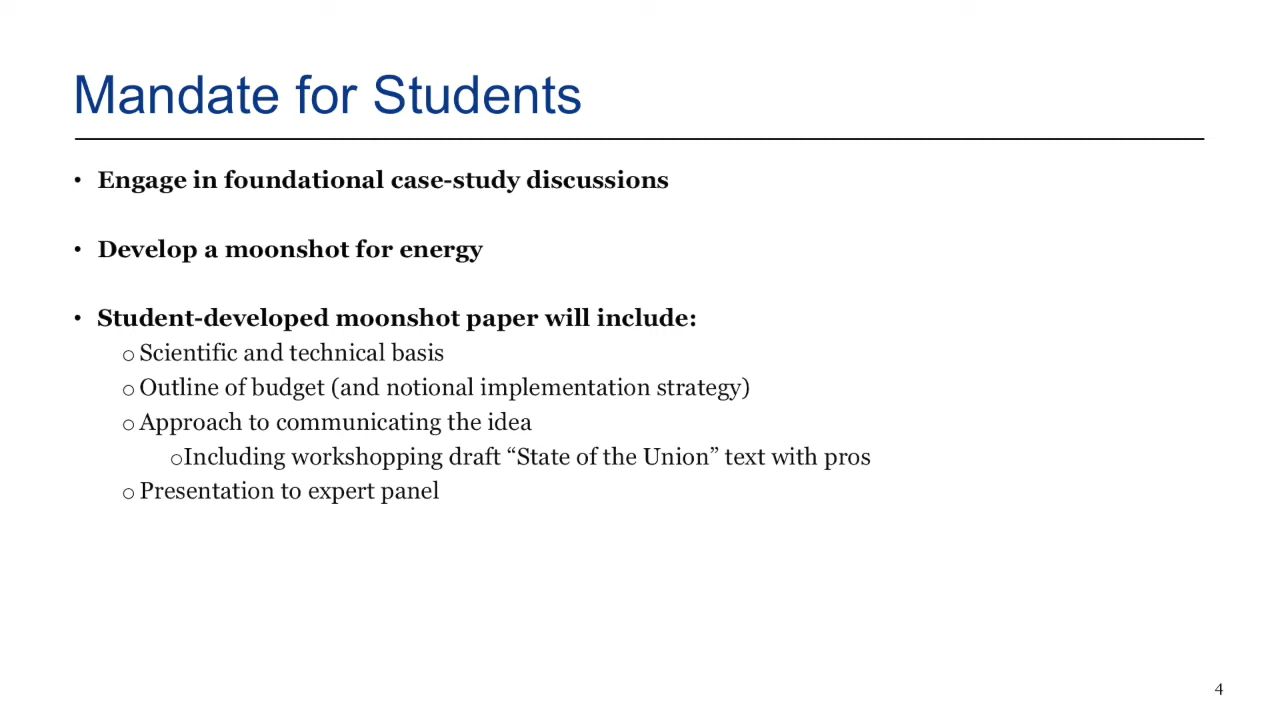 Mandate for Students
• Engage in foundational case-study discussions
• Develop a moonshot for energy
• Student-developed moonshot paper will include:
o Scientific and technical basis
o Outline of budget (and notional implementation strategy)
o Approach to communicating the idea
oIncluding workshopping draft “State of the Union” text with pros
o Presentation to expert panel
4